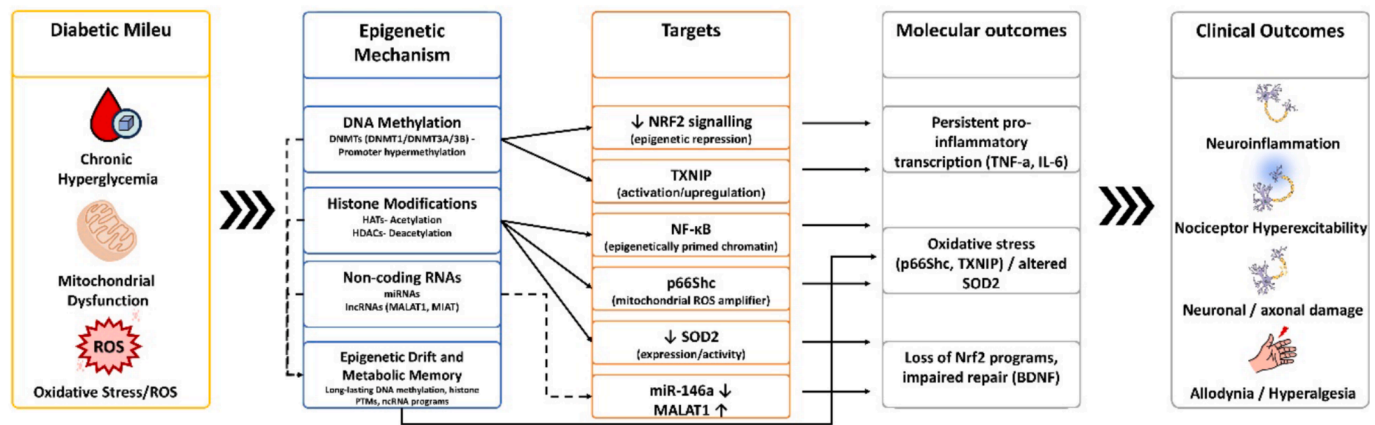 Diabetic Mileu
Chronic
Hyperglycemia
Mitochondrial
Dysfunction
ROS
Oxidative Stress/ROS
Epigenetic
Mechanism
DNA Methylation
DNMTs (DNMT1/DNMT3A/3B) -
Promoter hypermethylation
Histone Modifications
HATs- Acetylation
HDACs- Deacetylation
Non-coding RNAs
miRNAs
lncRNAs (MALAT1, MIAT)
Epigenetic Drift and
Metabolic Memory
Long-lasting DNA methylation, histone
PTMs, ncRNA programs
Targets
↓ NRF2 signalling
(epigenetic repression)
TXNIP
(activation/upregulation)
NF-κB
(epigenetically primed chromatin)
p66Shc
(mitochondrial ROS amplifier)
↓ SOD2
(expression/activity)
miR-146a ↓
MALAT1 ↑
Molecular outcomes
Persistent pro-
inflammatory
transcription (TNF-a, IL-6)
Oxidative stress
(p66Shc, TXNIP) / altered
SOD2
Loss of Nrf2 programs,
impaired repair (BDNF)
Clinical Outcomes
Neuroinflammation
Nociceptor Hyperexcitability
Neuronal / axonal damage
Allodynia / Hyperalgesia